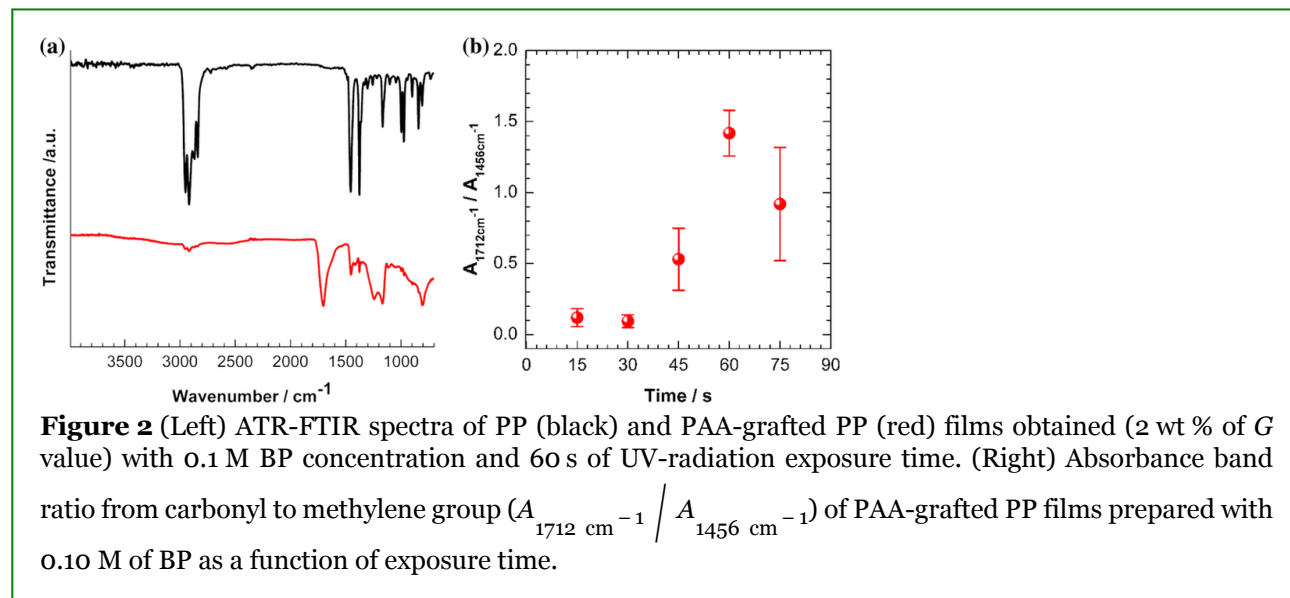 (a)
Transmittance /a.u.
3500 3000 2500 2000 1500 1000
Wavenumber / cm⁻¹
(b)
A1712cm⁻¹ / A1456cm⁻¹
2.0
1.5
1.0
0.5
0.0
0 15 30 45 60 75 90
Time / s
Figure 2 (Left) ATR-FTIR spectra of PP (black) and PAA-grafted PP (red) films obtained (2 wt % of G
value) with 0.1 M BP concentration and 60 s of UV-radiation exposure time. (Right) Absorbance band
ratio from carbonyl to methylene group (A1712 cm − 1 / A1456 cm − 1) of PAA-grafted PP films prepared with
0.10 M of BP as a function of exposure time.